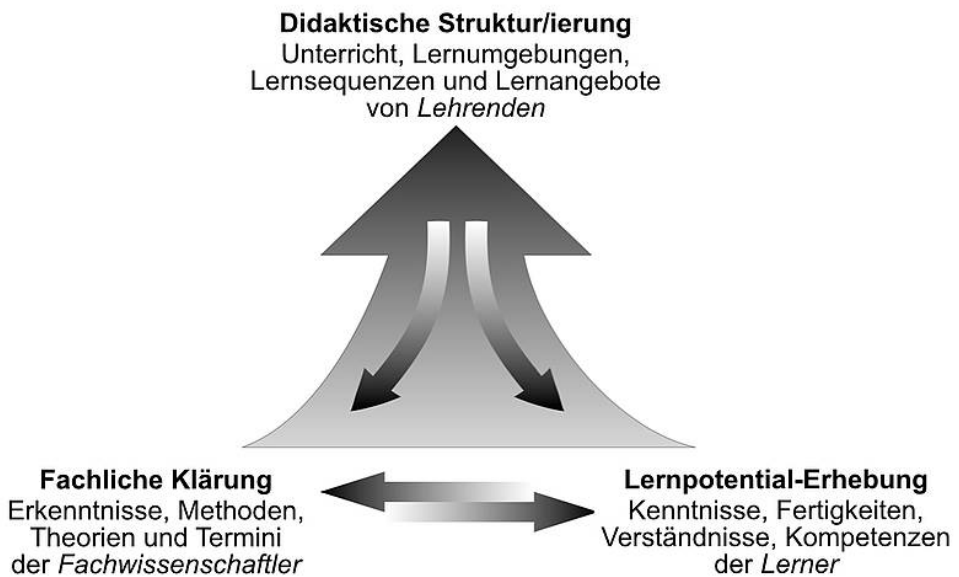 Didaktische Struktur/ierung
Unterricht, Lernumgebungen,
Lernsequenzen und Lernangebote
von Lehrenden
Fachliche Klärung
Erkenntnisse, Methoden,
Theorien und Termini
der Fachwissenschaftler
Lernpotential-Erhebung
Kenntnisse, Fertigkeiten,
Verständnisse, Kompetenzen
der Lerner